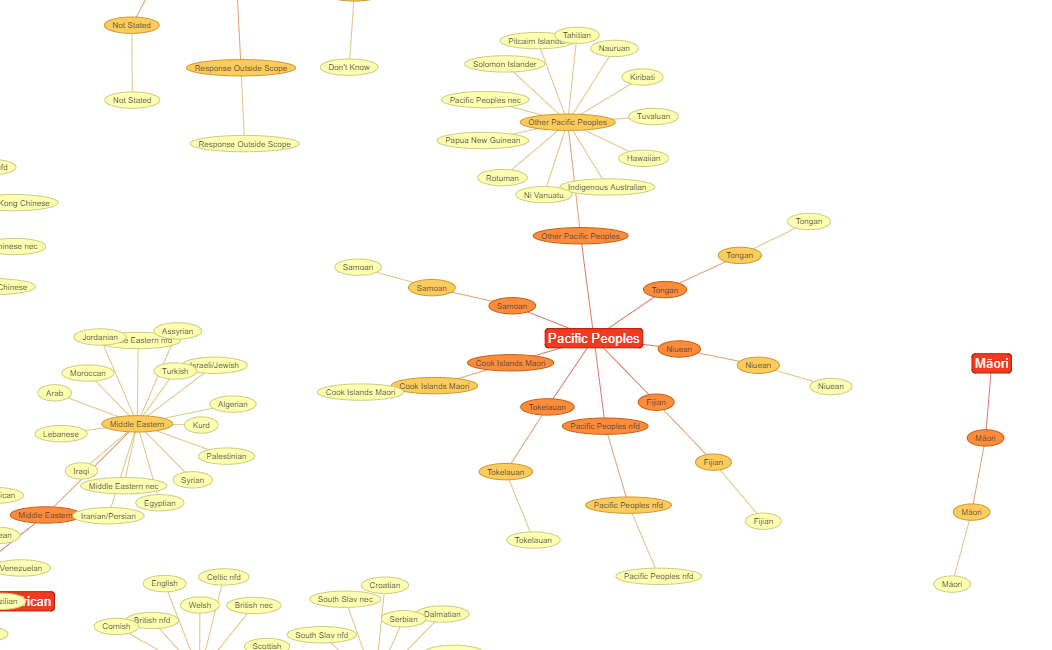 Not Stated
Response Outside Scope
Don't Know
Not Stated
Response Outside Scope
Pitcairn Islander
Tahitian
Nauruan
Solomon Islander
Kiribati
Pacific Peoples nec
Other Pacific Peoples
Tuvaluan
Papua New Guinean
Hawaiian
Rotuman
Ni Vanuatu
Indigenous Australian
nfd
Kong Chinese
hinese nec
Chinese
Other Pacific Peoples
Tongan
Tongan
Tongan
Samoan
Samoan
Samoan
Pacific Peoples
Niuean
Niuean
Niuean
Cook Islands Maori
Cook Islands Maori
Cook Islands Maori
Tokelauan
Pacific Peoples nfd
Fijian
Tokelauan
Fijian
Pacific Peoples nfd
Fijian
Tokelauan
Pacific Peoples nfd
Māori
Māori
Māori
Māori
Jordanian
e Eastern nfd
Assyrian
Moroccan
Turkish
Israeli/Jewish
Arab
Algerian
Lebanese
Middle Eastern
Kurd
Palestinian
Iraqi
Middle Eastern nec
Syrian
Egyptian
Middle Eastern
Iranian/Persian
ican
ean
Venezuelan
zilian
ican
English
Celtic nfd
Welsh
British nec
Cornish
British nfd
Scottish
Croatian
South Slav nec
Serbian
Dalmatian
South Slav nfd